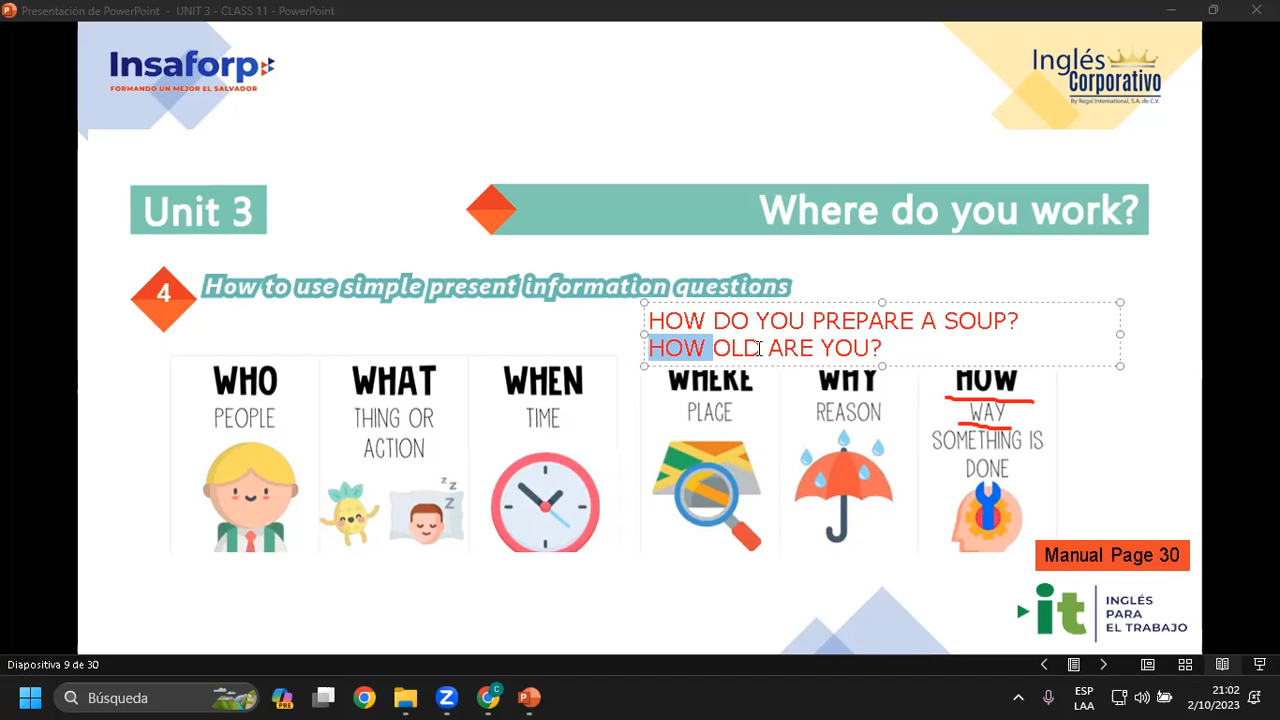 Presentación de PowerPoint - UNIT 3 - CLASS 11 - PowerPoint
Insaforp
FORMANDO UN MEJOR EL SALVADOR
Inglés
Corporativo
By Regal International, S.A. de C.V.
Unit 3
Where do you work?
4
How to use simple present information questions
HOW DO YOU PREPARE A SOUP?
HOW OLD ARE YOU?
WHO
PEOPLE
WHAT
THING OR
ACTION
WHEN
TIME
WHERE
PLACE
WHY
REASON
HOW
WAY
SOMETHING IS
DONE
z z
Z
Manual Page 30
it
INGLÉS
PARA
EL TRABAJO
Diapositiva 9 de 30
Búsqueda
PRE
C
ESP
LAA
21:02
2/10/2023